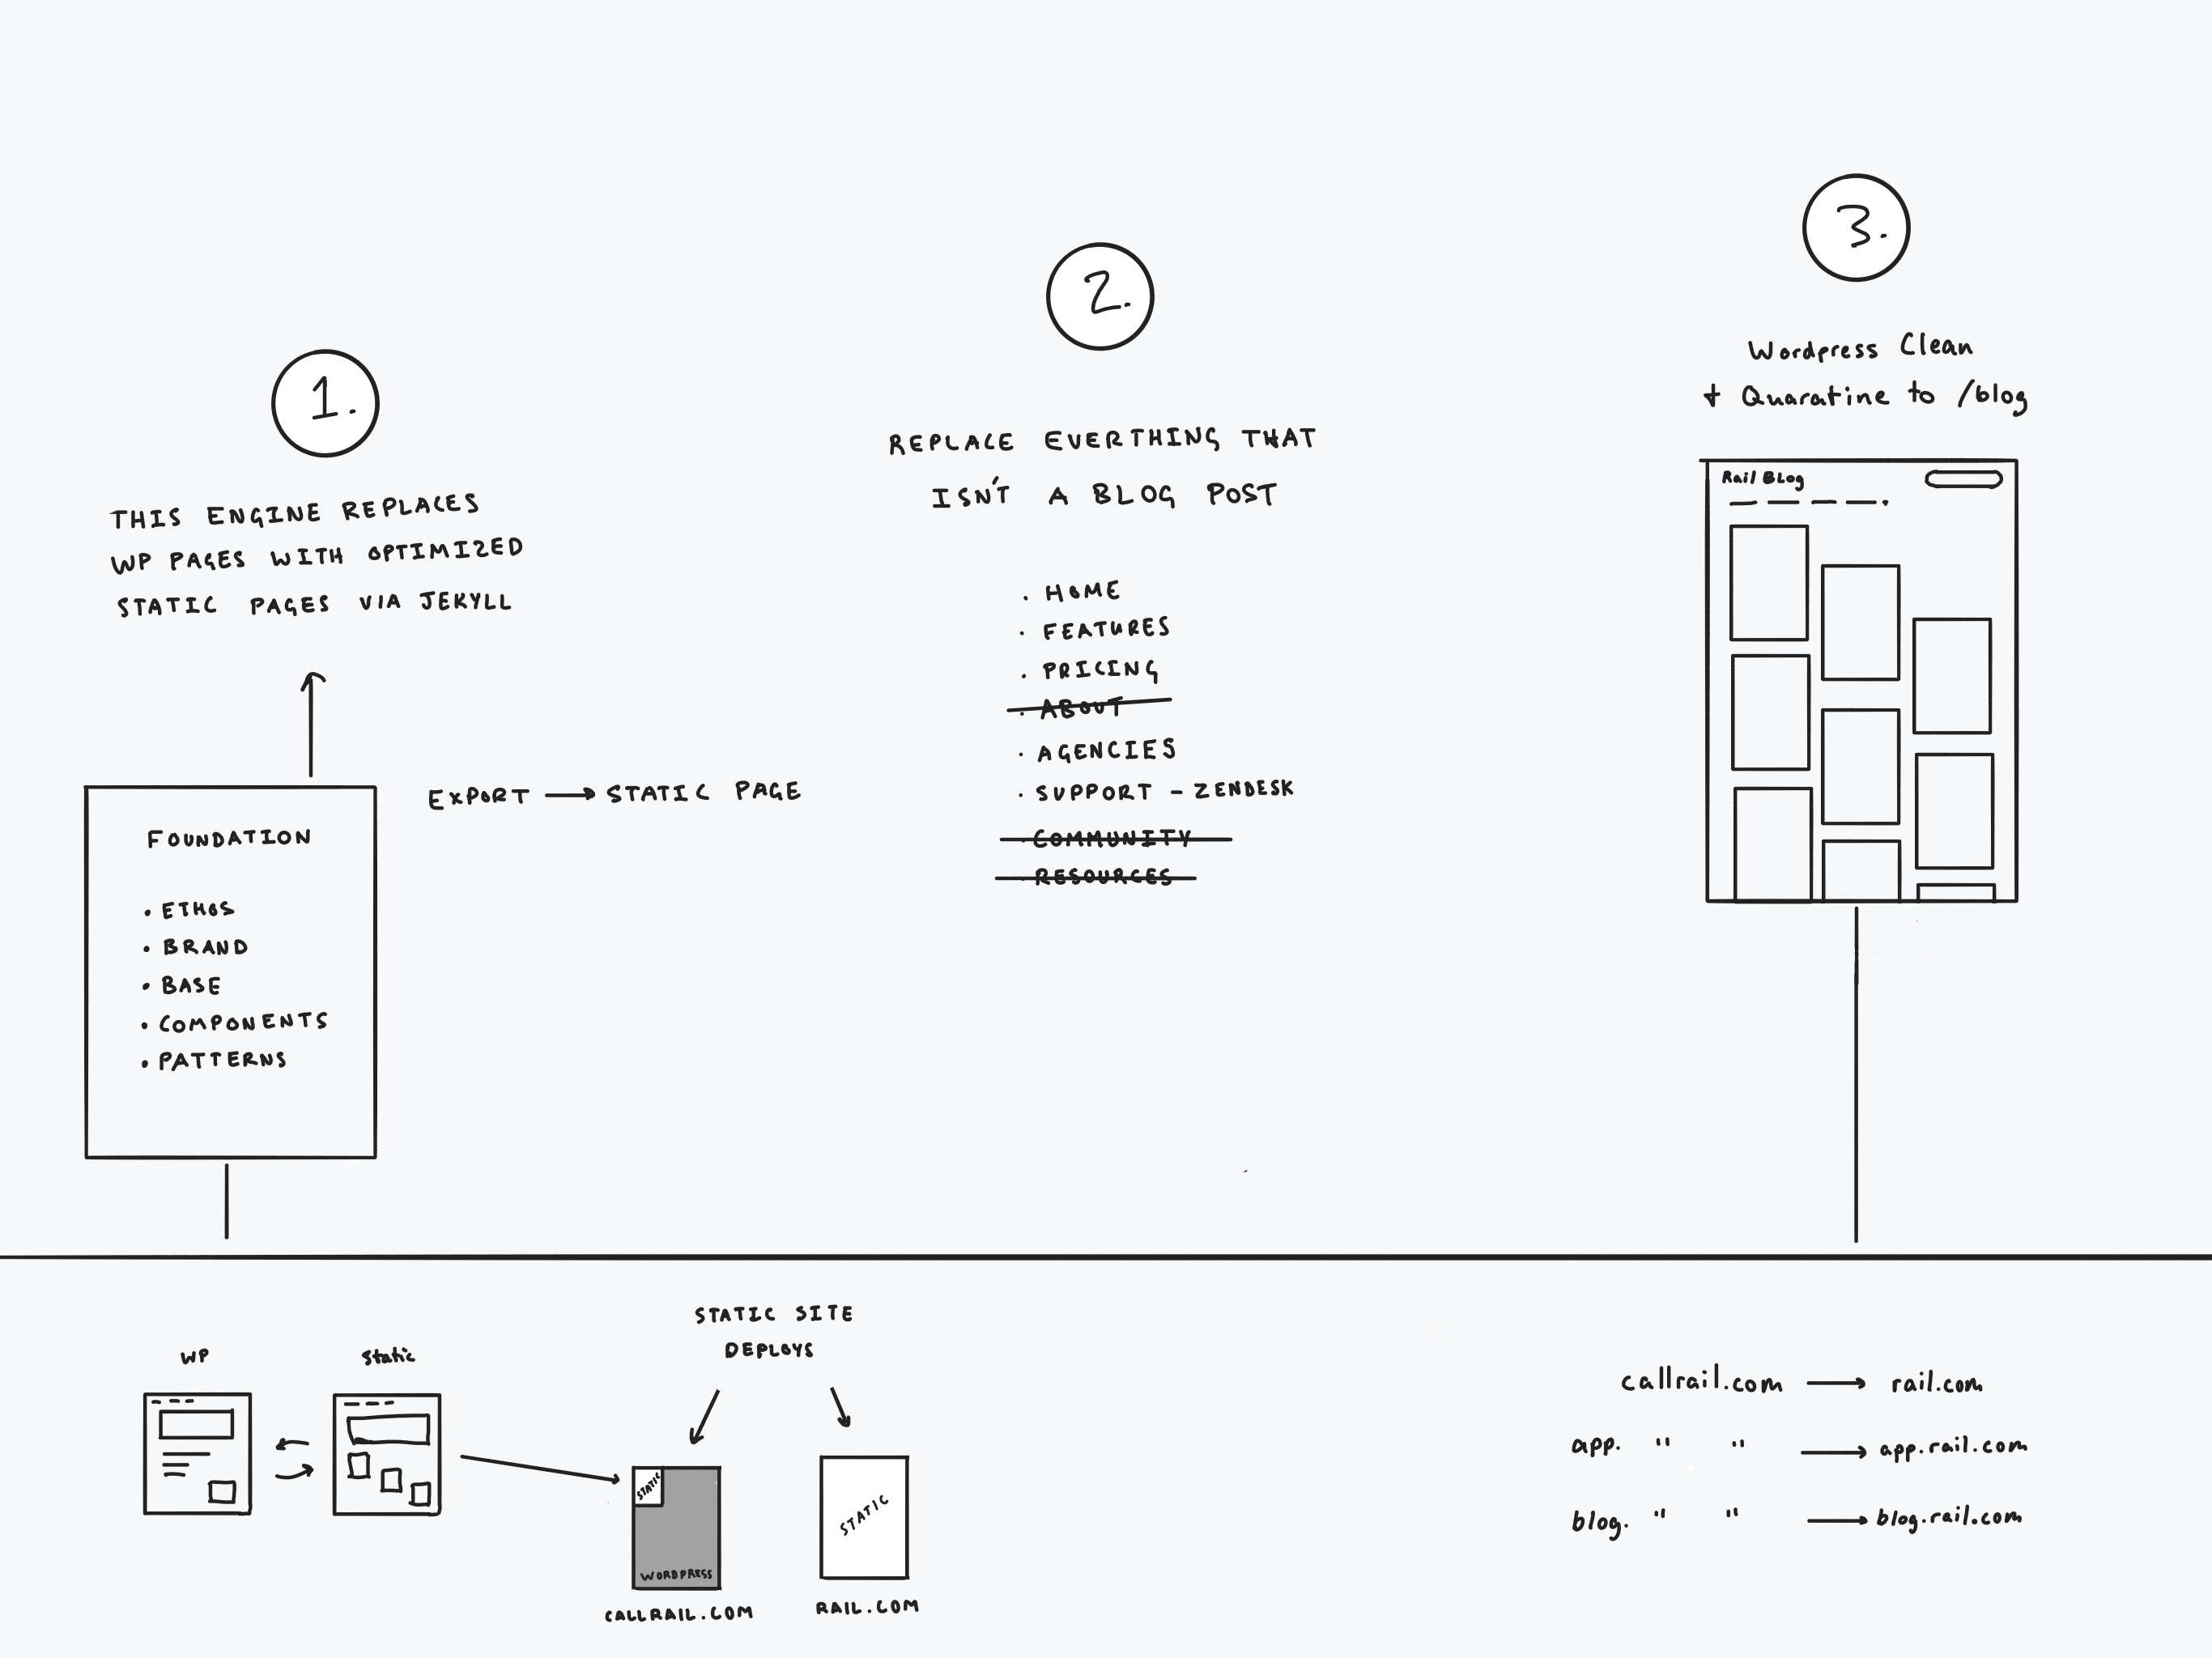 1.
THIS ENGINE REPLACES
WP PAGES WITH OPTIMIZED
STATIC PAGES VIA JEKYLL
FOUNDATION
• ETHOS
• BRAND
• BASE
• COMPONENTS
• PATTERNS
EXPORT → STATIC PAGE
2.
REPLACE EVERTHING THAT
ISN'T A BLOG POST
· HOME
· FEATURES
· PRICING
· ABOUT
· AGENCIES
· SUPPORT - ZENDESK
· COMMUNITY
· RESOURCES
3.
Wordpress Clean
+ Quaratine to /blog
Rail Blog
WP
Static
STATIC SITE
DEPLOYS
STATIC
WORDPRESS
CALLRAIL.COM
STATIC
RAIL.COM
callrail.com → rail.com
app. " " → app.rail.com
blog. " " → blog.rail.com